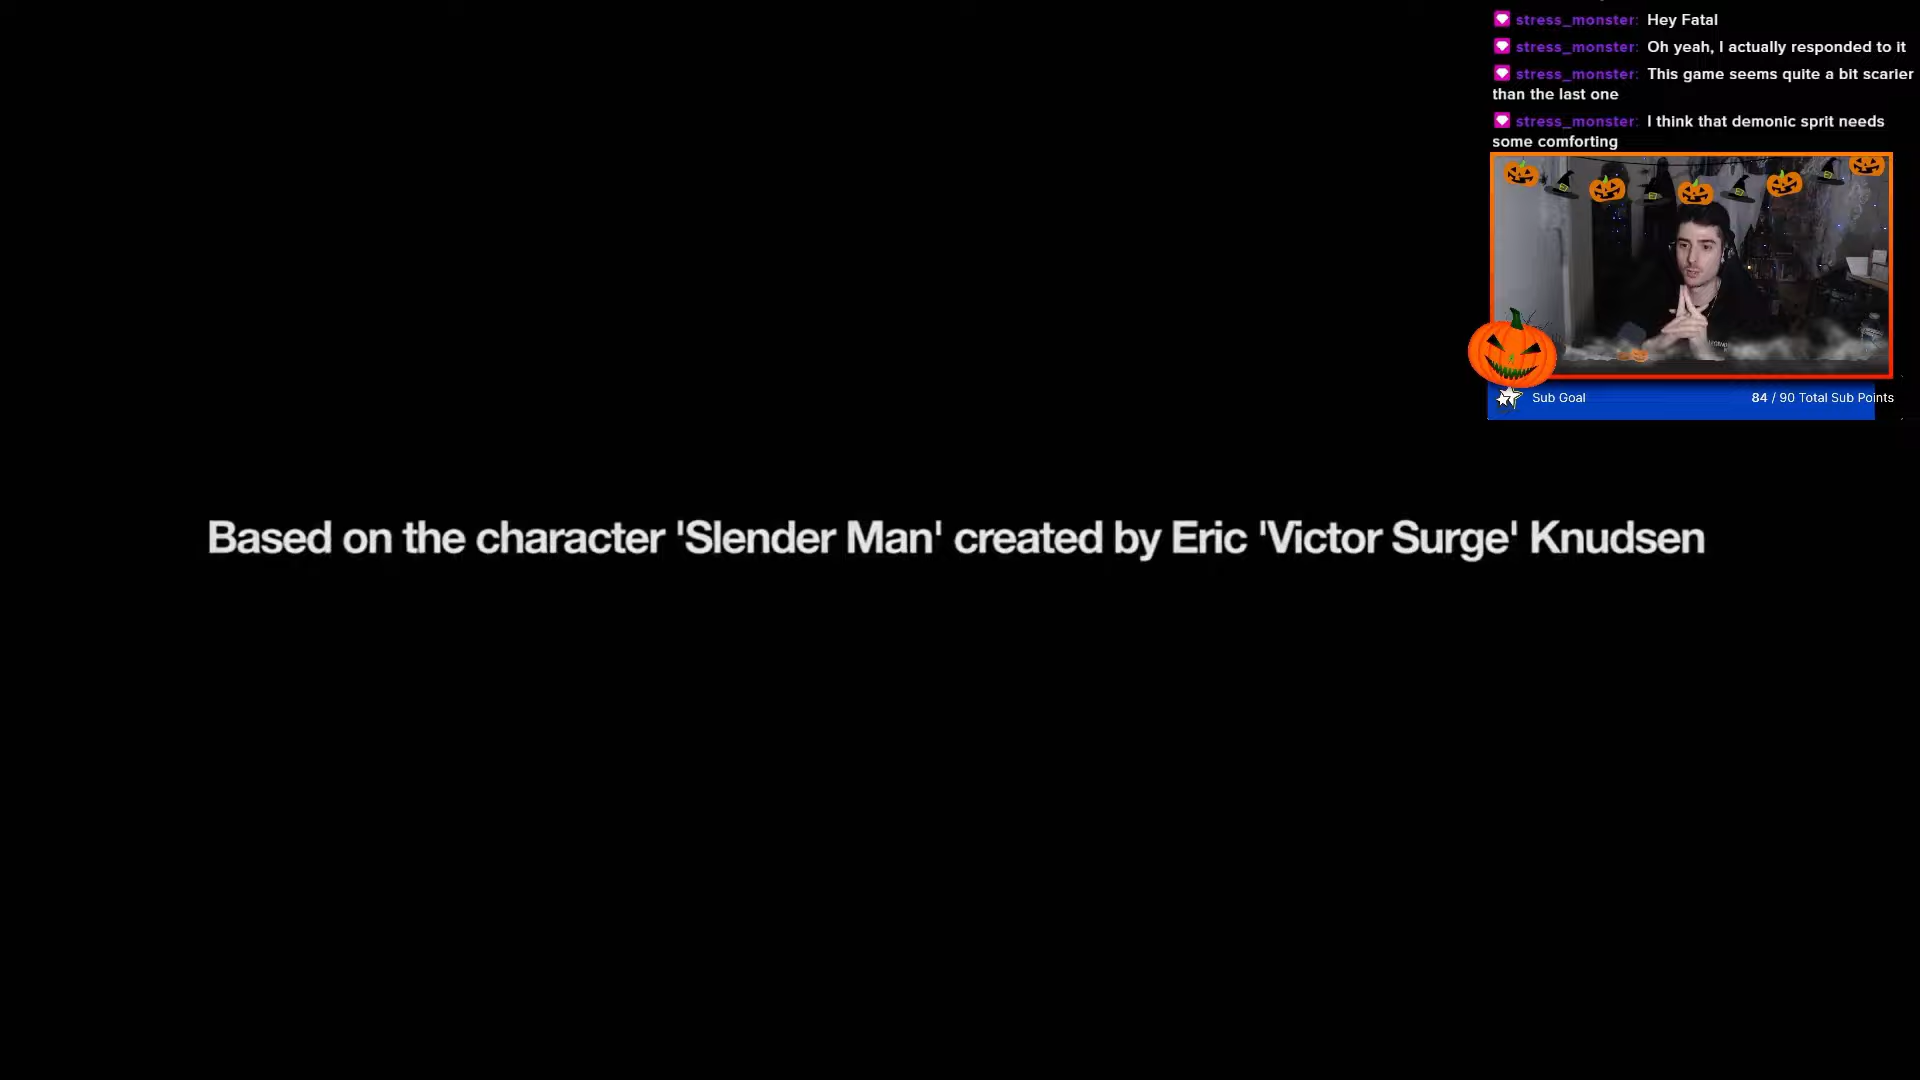 stress_monster: Hey Fatal
stress_monster: Oh yeah, I actually responded to it
stress_monster: This game seems quite a bit scarier
than the last one
stress_monster: I think that demonic sprit needs
some comforting
Sub Goal
84 / 90 Total Sub Points
Based on the character 'Slender Man' created by Eric 'Victor Surge' Knudsen